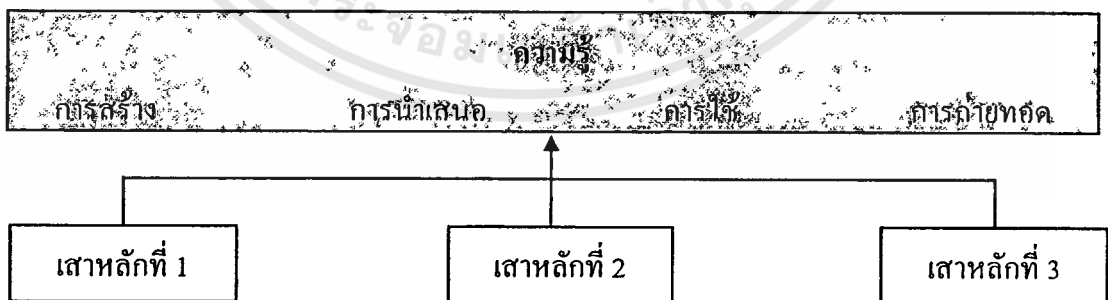 ความรู้
การสร้าง การนำเสนอ การใช้ การถ่ายทอด
เสาหลักที่ 1 เสาหลักที่ 2 เสาหลักที่ 3